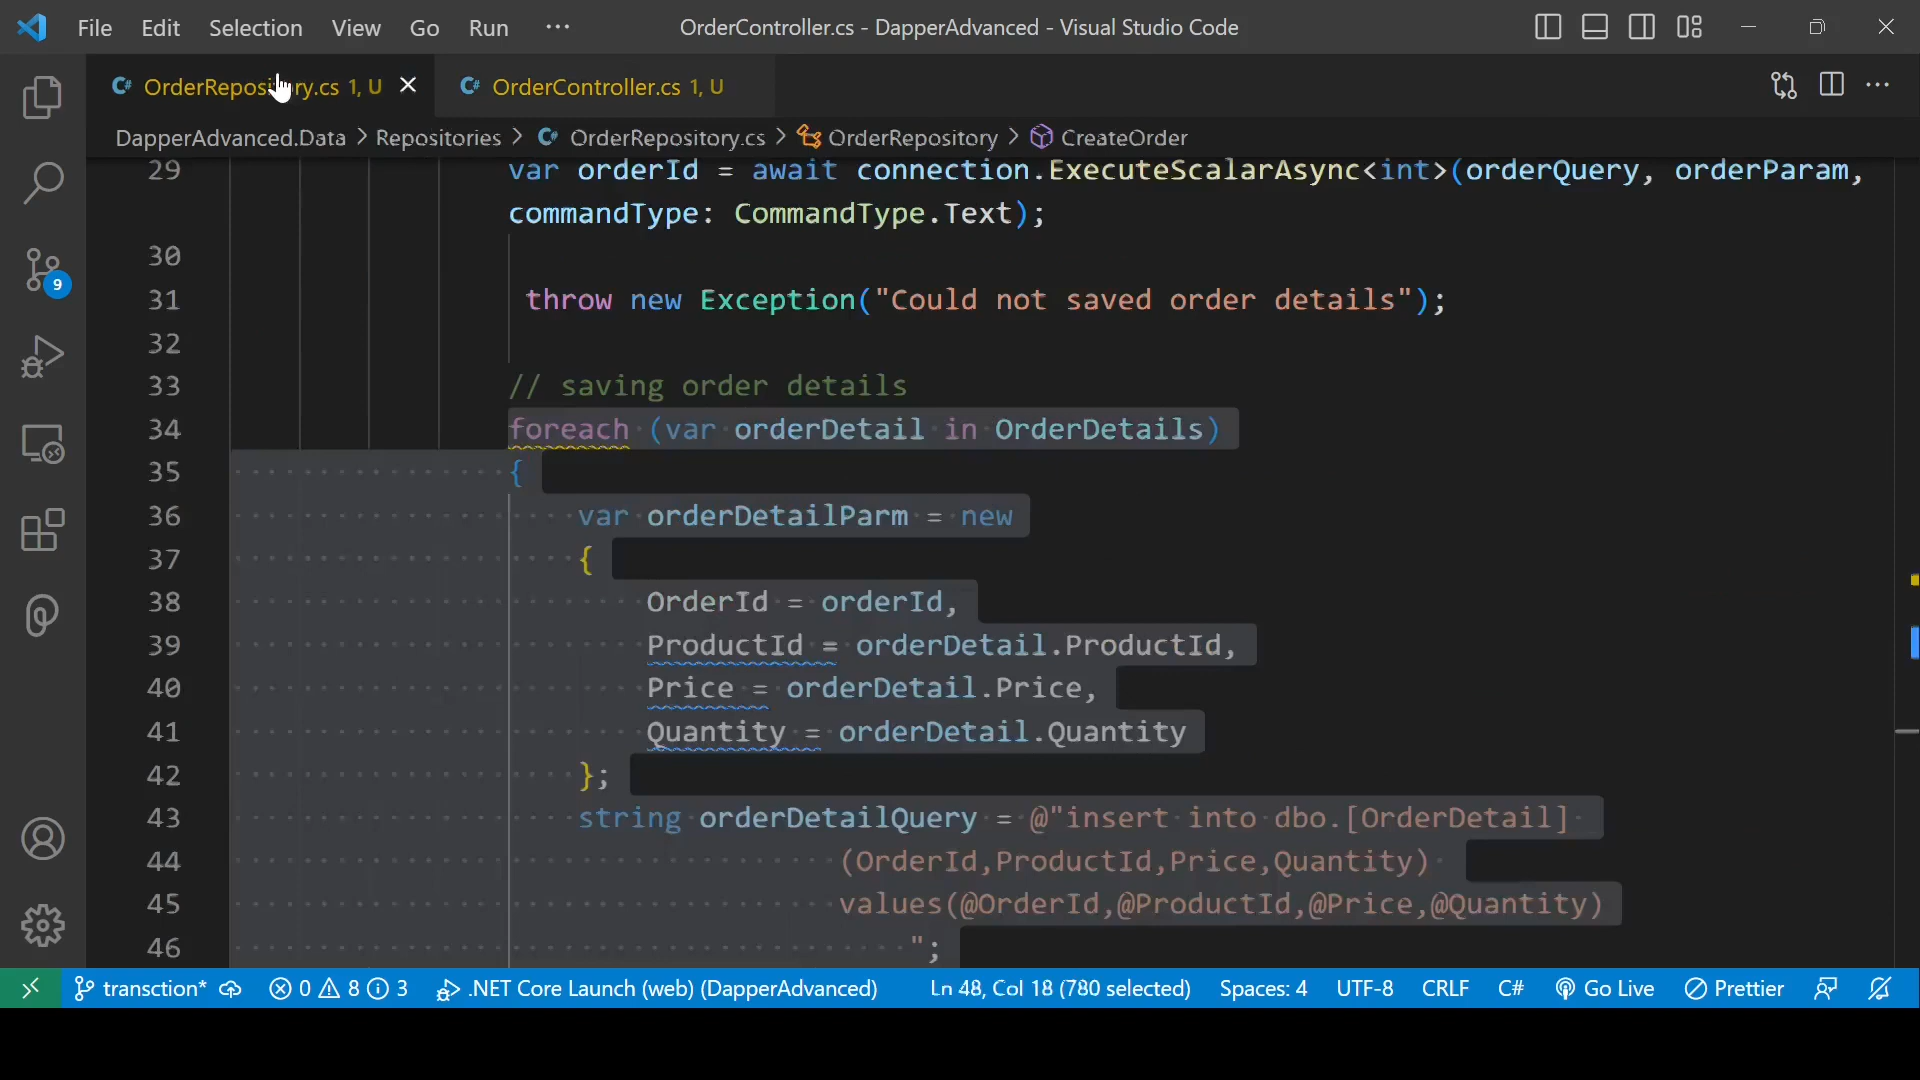 File Edit Selection View Go Run ··· OrderController.cs - DapperAdvanced - Visual Studio Code
C# OrderRepository.cs 1, U C# OrderController.cs 1, U
DapperAdvanced.Data > Repositories > C# OrderRepository.cs > OrderRepository > CreateOrder
29 var orderId = await connection.ExecuteScalarAsync<int>(orderQuery, orderParam,
commandType: CommandType.Text);
30
31 throw new Exception("Could not saved order details");
32
33 // saving order details
34 foreach (var orderDetail in OrderDetails)
35 {
36 var orderDetailParm = new
37 {
38 OrderId = orderId,
39 ProductId = orderDetail.ProductId,
40 Price = orderDetail.Price,
41 Quantity = orderDetail.Quantity
42 };
43 string orderDetailQuery = @"insert into dbo.[OrderDetail]
44 (OrderId,ProductId,Price,Quantity)
45 values(@OrderId,@ProductId,@Price,@Quantity)
46 ";
9
transction* 0 8 3 .NET Core Launch (web) (DapperAdvanced) Ln 48, Col 18 (780 selected) Spaces: 4 UTF-8 CRLF C# Go Live Prettier